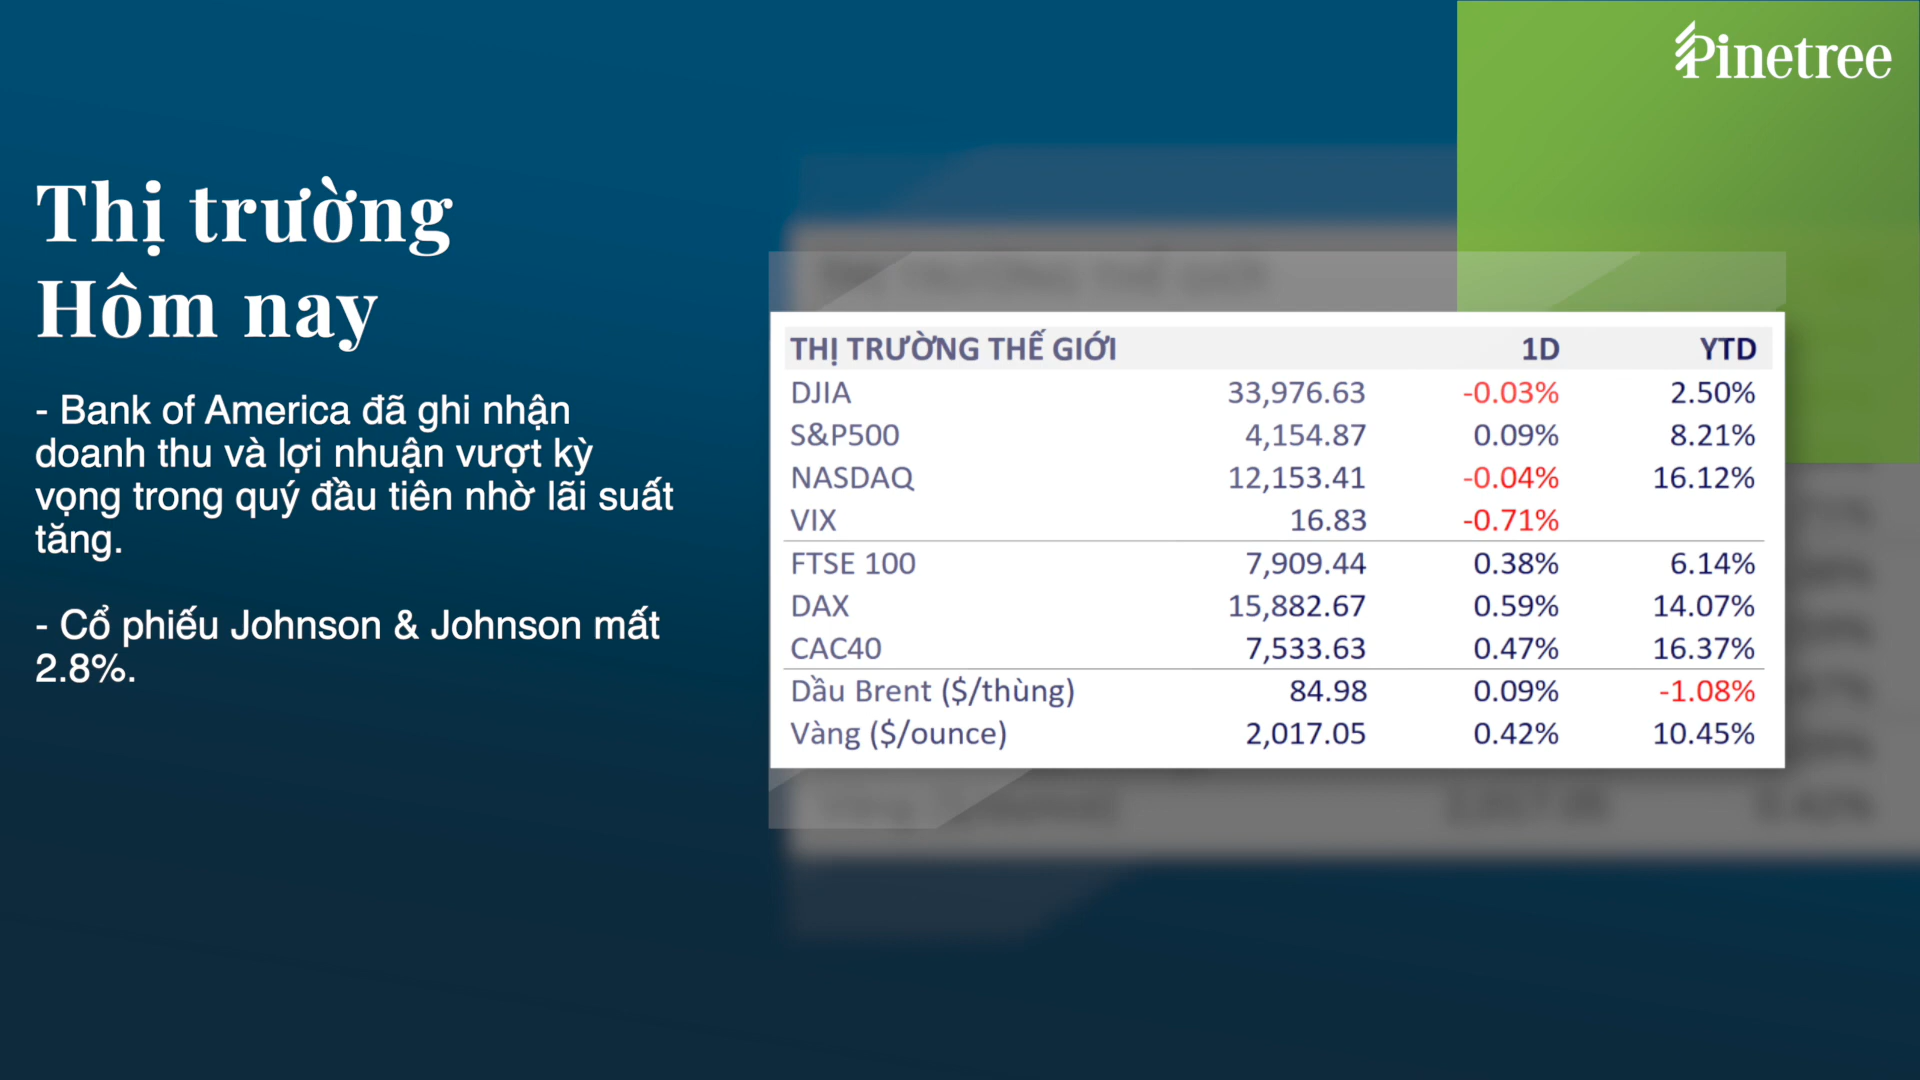 Pinetree
Thị trường
Hôm nay
- Bank of America đã ghi nhận
doanh thu và lợi nhuận vượt kỳ
vọng trong quý đầu tiên nhờ lãi suất
tăng.
- Cổ phiếu Johnson & Johnson mất
2.8%.
THỊ TRƯỜNG THẾ GIỚI 1D YTD
DJIA 33,976.63 -0.03% 2.50%
S&P500 4,154.87 0.09% 8.21%
NASDAQ 12,153.41 -0.04% 16.12%
VIX 16.83 -0.71%
FTSE 100 7,909.44 0.38% 6.14%
DAX 15,882.67 0.59% 14.07%
CAC40 7,533.63 0.47% 16.37%
Dầu Brent ($/thùng) 84.98 0.09% -1.08%
Vàng ($/ounce) 2,017.05 0.42% 10.45%